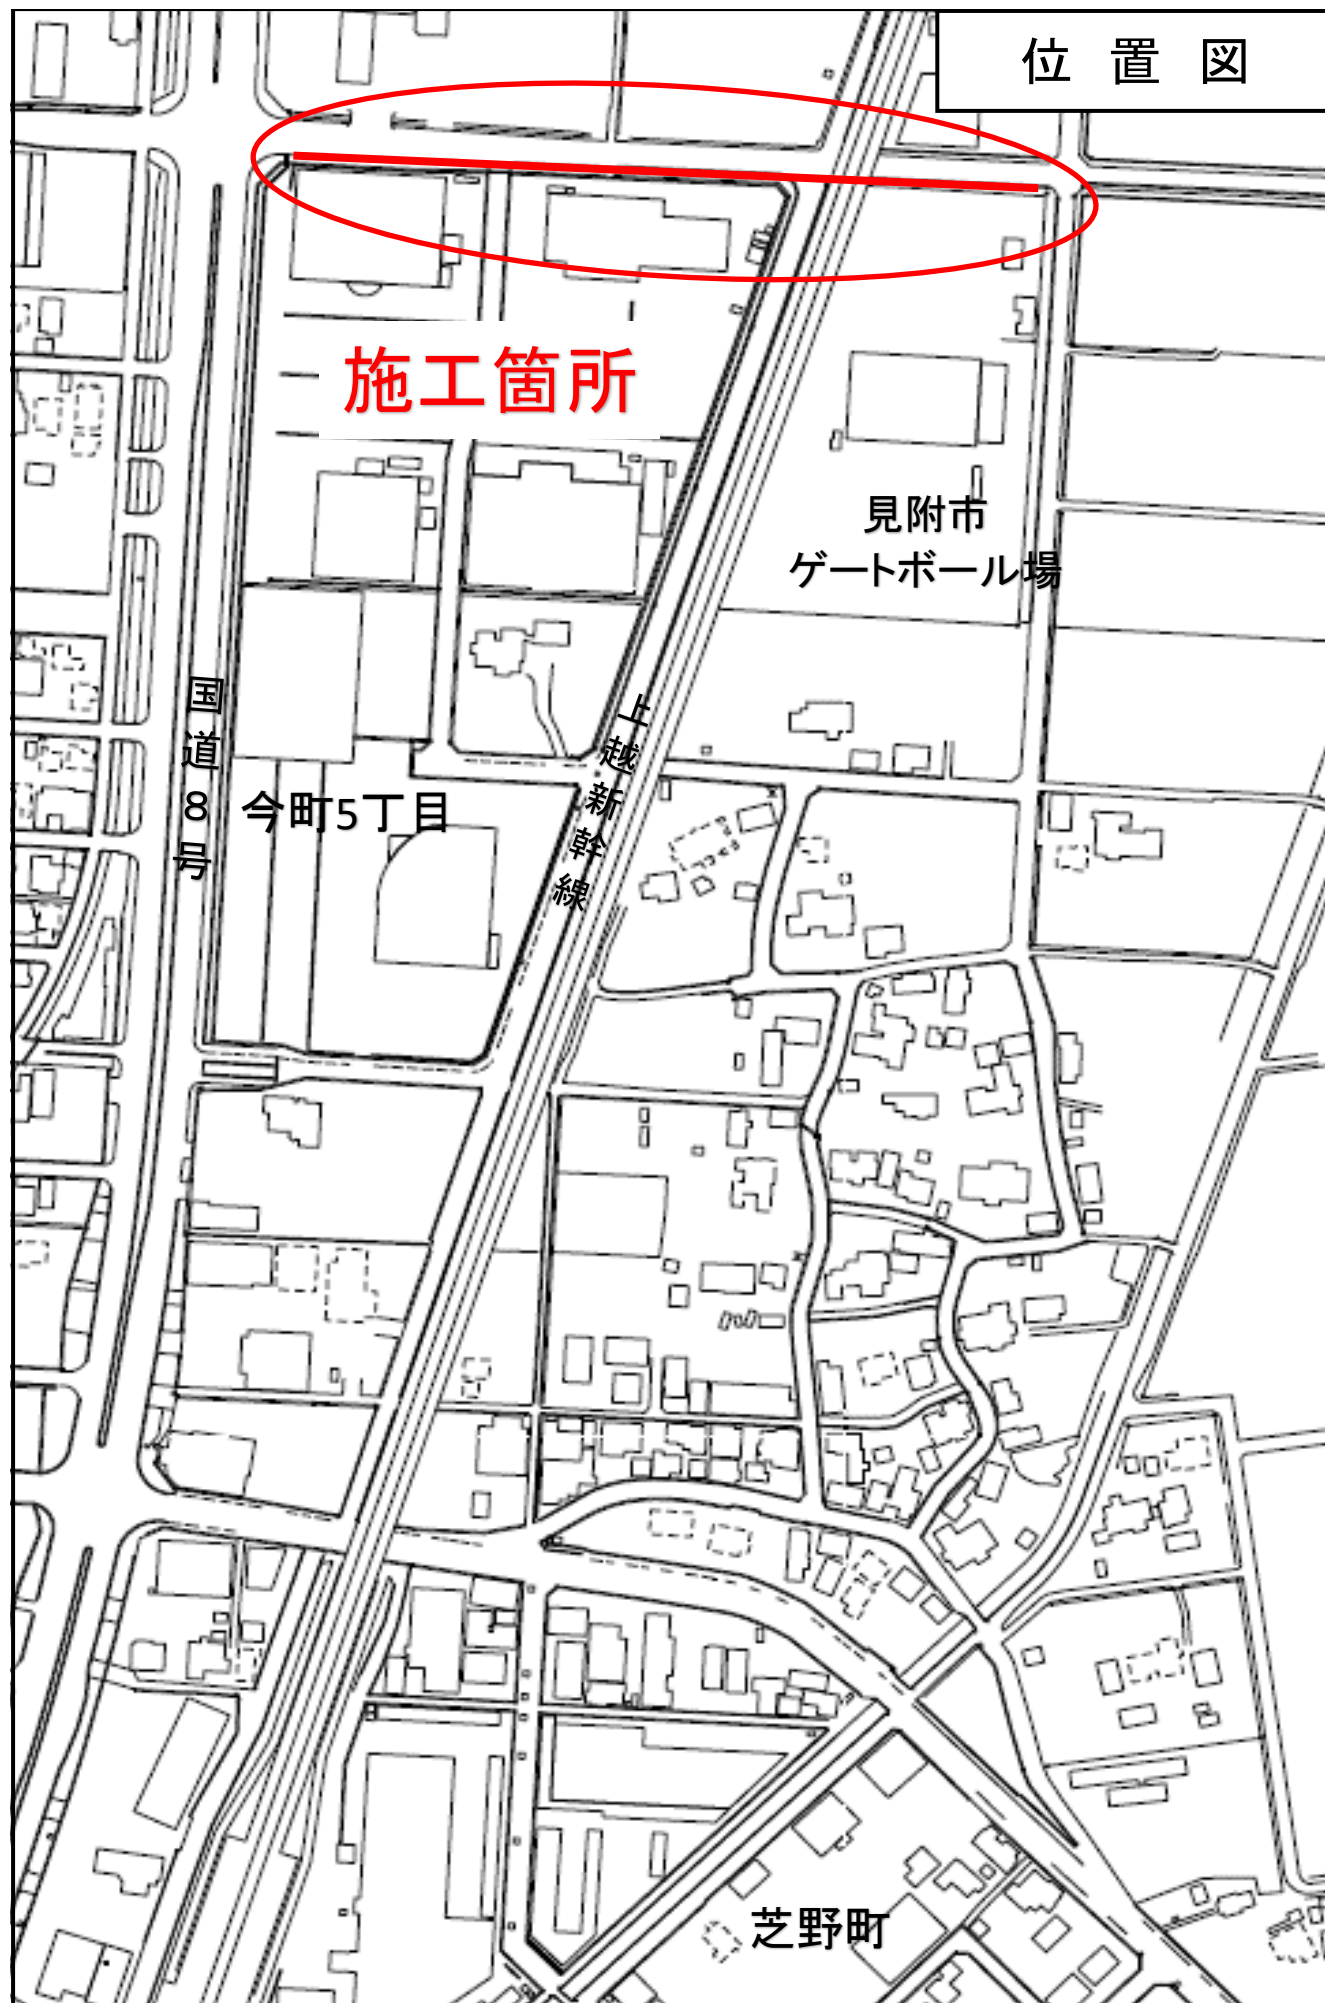 位置図
施工箇所
見附市
ゲートボール場
国道8号
上越新幹線
今町5丁目
芝野町